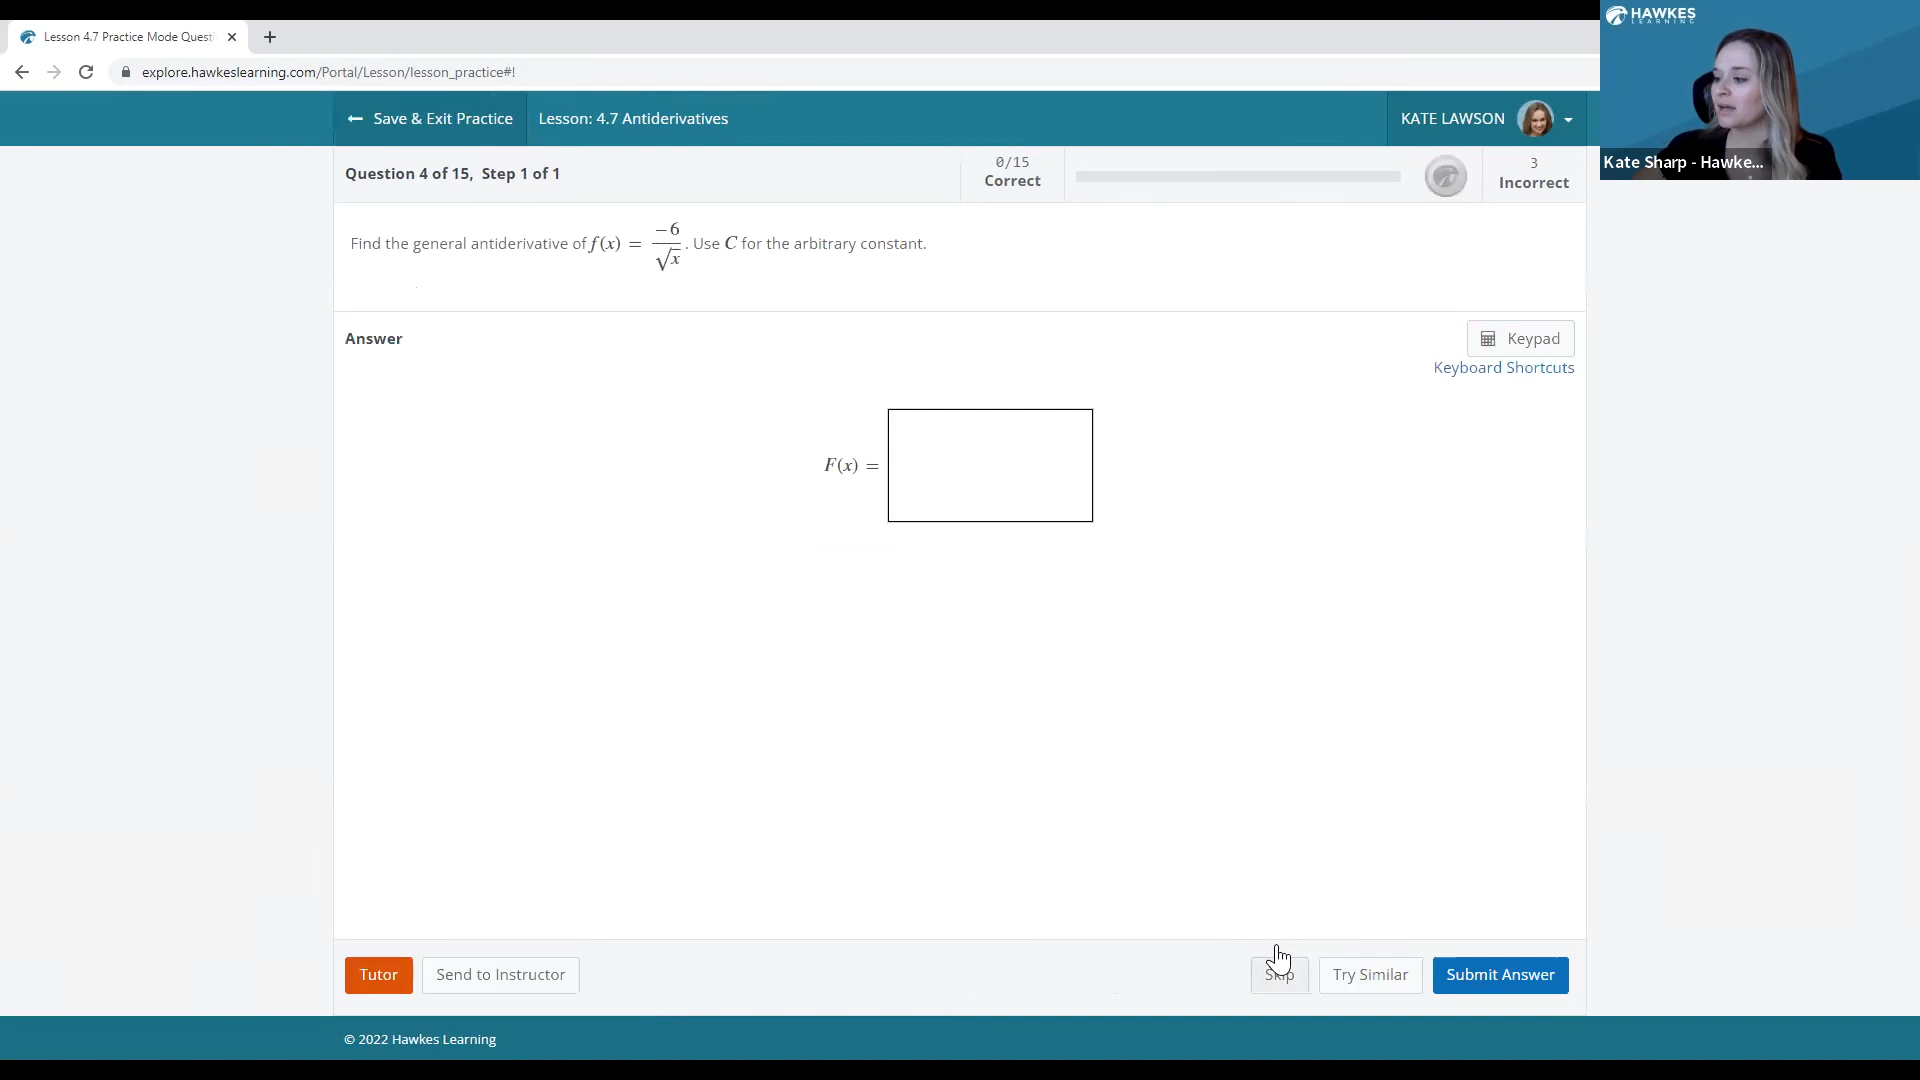 HAWKES
LEARNING
Lesson 4.7 Practice Mode Questi
explore.hawkeslearning.com/Portal/Lesson/lesson_practice#!
Save & Exit Practice
Lesson: 4.7 Antiderivatives
KATE LAWSON
Kate Sharp - Hawke...
Question 4 of 15, Step 1 of 1
0/15
Correct
3
Incorrect
Find the general antiderivative of f(x) = -6/√x. Use C for the arbitrary constant.
Answer
Keypad
Keyboard Shortcuts
F(x) =
Tutor
Send to Instructor
Skip
Try Similar
Submit Answer
© 2022 Hawkes Learning